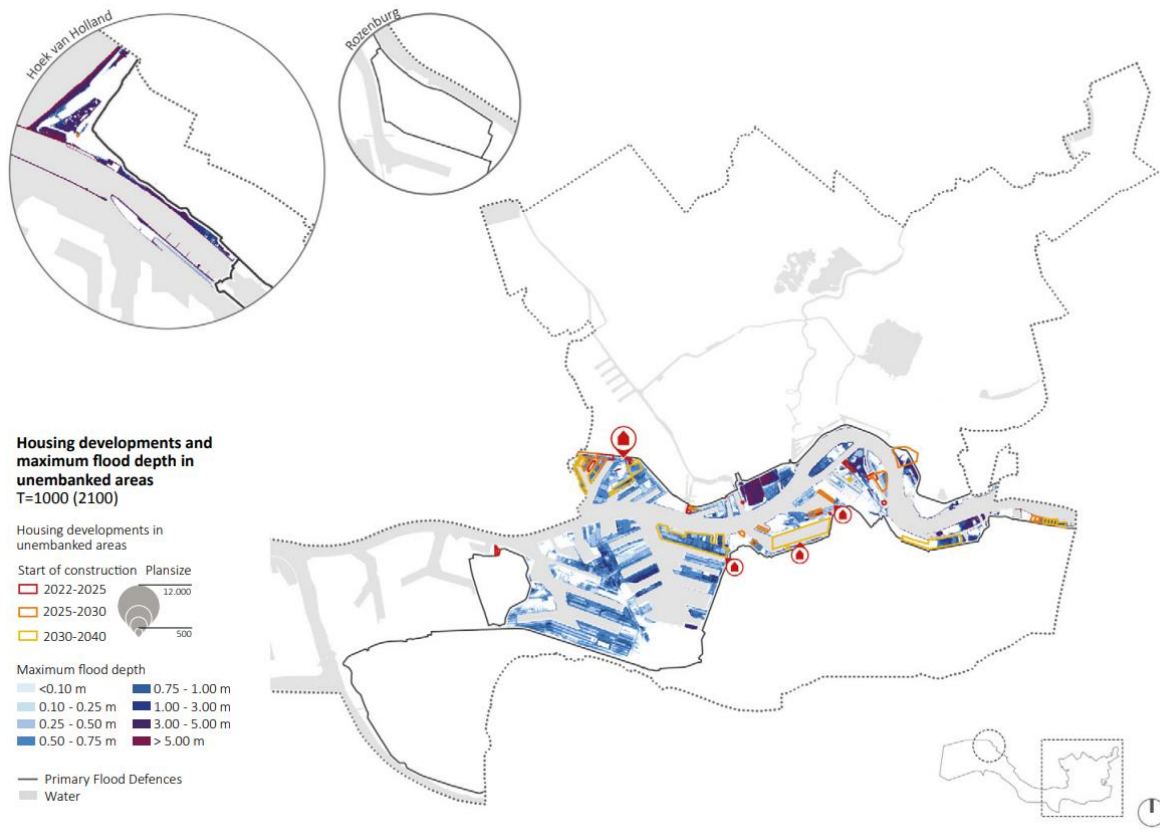 Hoek van Holland
Rozenburg
Housing developments and
maximum flood depth in
unembanked areas
T=1000 (2100)
Housing developments in
unembanked areas
Start of construction Plansize
2022-2025
2025-2030
2030-2040
12.000
500
Maximum flood depth
<0.10 m
0.10 - 0.25 m
0.25 - 0.50 m
0.50 - 0.75 m
0.75 - 1.00 m
1.00 - 3.00 m
3.00 - 5.00 m
> 5.00 m
Primary Flood Defences
Water